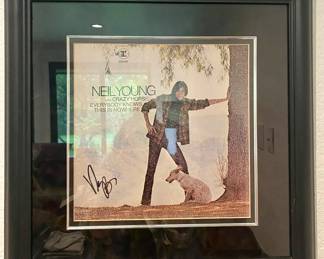 NEIL YOUNG
CRAZY HORSE
EVERYBODY KNOWS
THIS IS NOWHERE